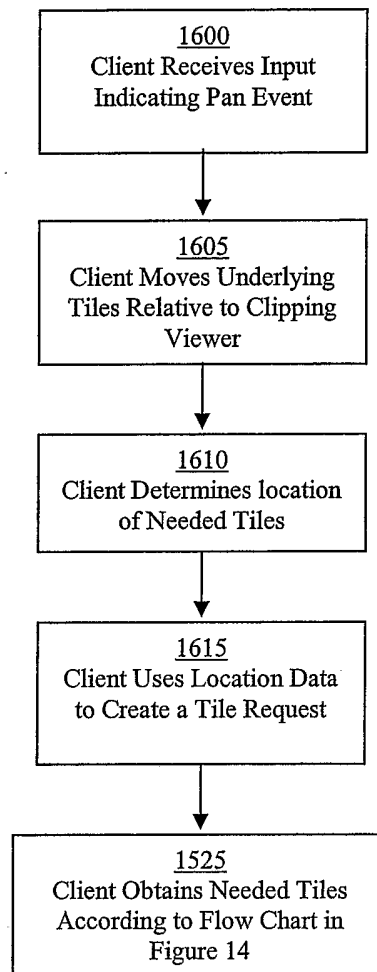 1600
Client Receives Input
Indicating Pan Event
1605
Client Moves Underlying
Tiles Relative to Clipping
Viewer
1610
Client Determines location
of Needed Tiles
1615
Client Uses Location Data
to Create a Tile Request
1525
Client Obtains Needed Tiles
According to Flow Chart in
Figure 14